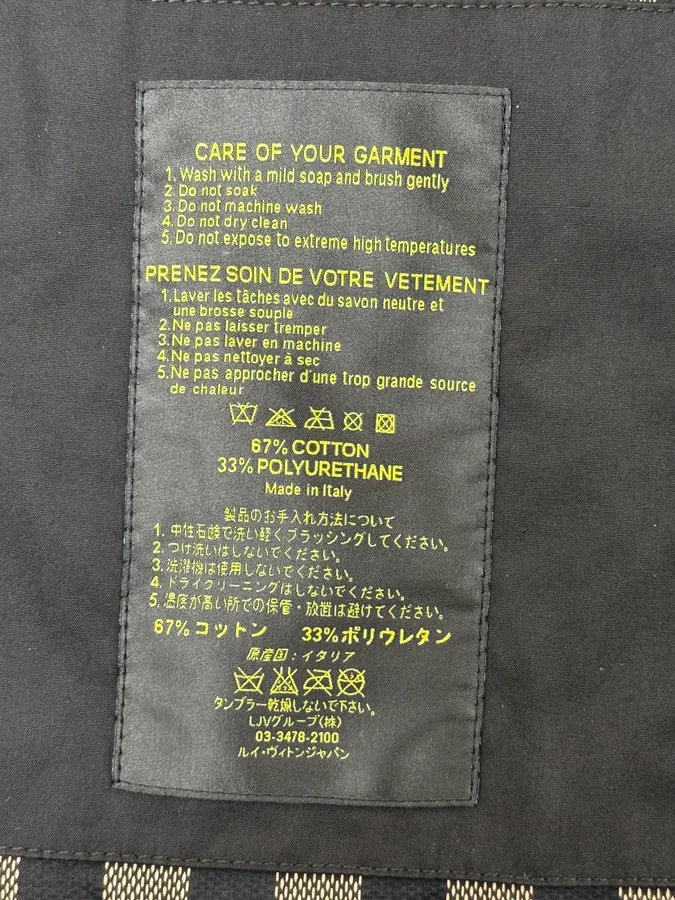 CARE OF YOUR GARMENT
1. Wash with a mild soap and brush gently
2. Do not soak
3. Do not machine wash
4. Do not dry clean
5. Do not expose to extreme high temperatures
PRENEZ SOIN DE VOTRE VETEMENT
1. Laver les tâches avec du savon neutre et
une brosse souple
2. Ne pas laisser tremper
3. Ne pas laver en machine
4. Ne pas nettoyer à sec
5. Ne pas approcher d'une trop grande source
de chaleur
67% COTTON
33% POLYURETHANE
Made in Italy
製品のお手入れ方法について
1. 中性石鹸で洗い軽くブラッシングしてください。
2. つけ洗いはしないでください。
3. 洗濯機は使用しないでください。
4. ドライクリーニングはしないでください。
5. 温度が高い所での保管・放置は避けてください。
67% コットン 33% ポリウレタン
原産国：イタリア
タンブラー乾燥しないで下さい。
LJVグループ(株)
03-3478-2100
ルイ・ヴィトンジャパン